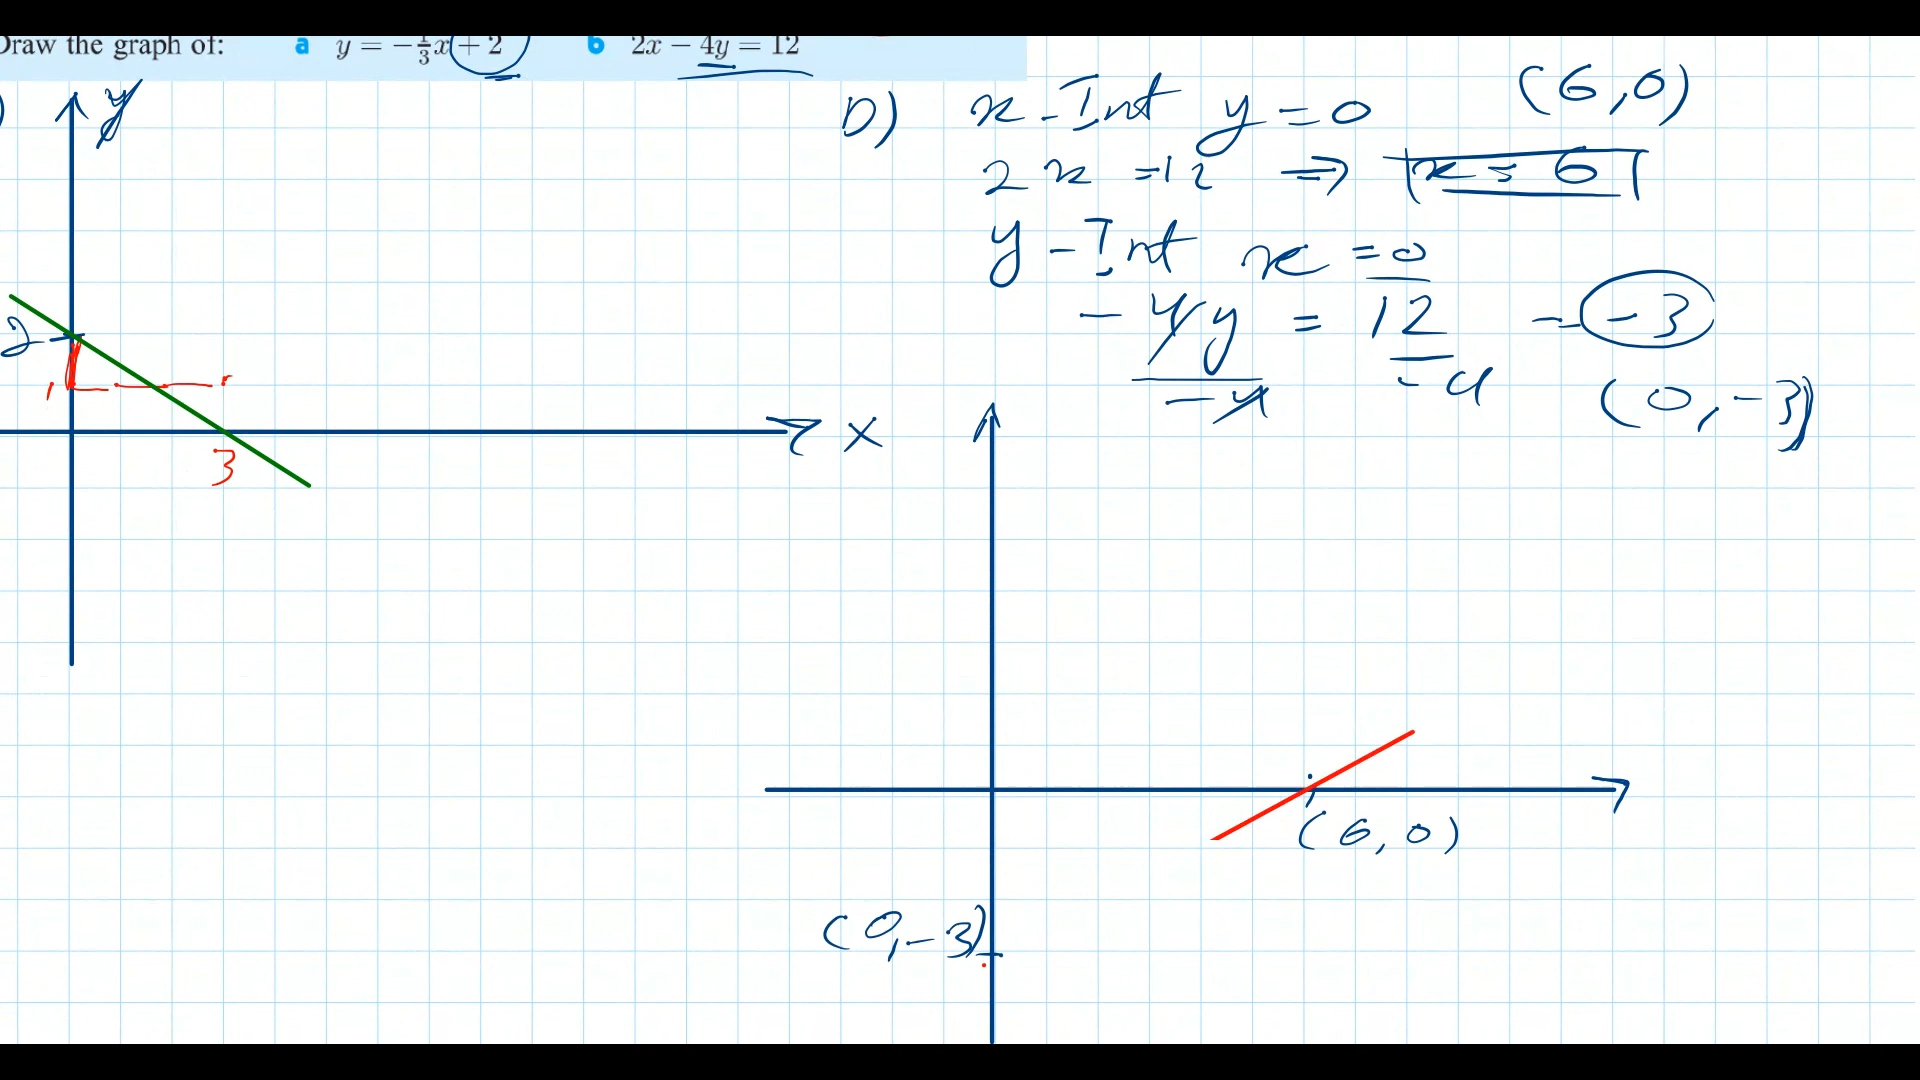 Draw the graph of: a y = -1/3x + 2 b 2x - 4y = 12
) y
2
1
3
x
b) x-Int y = 0 (6,0)
2x = 12 ⇒ x = 6
y-Int x = 0
-4y = 12 = -3
-4 -4 (0,-3)
(6,0)
(0,-3)